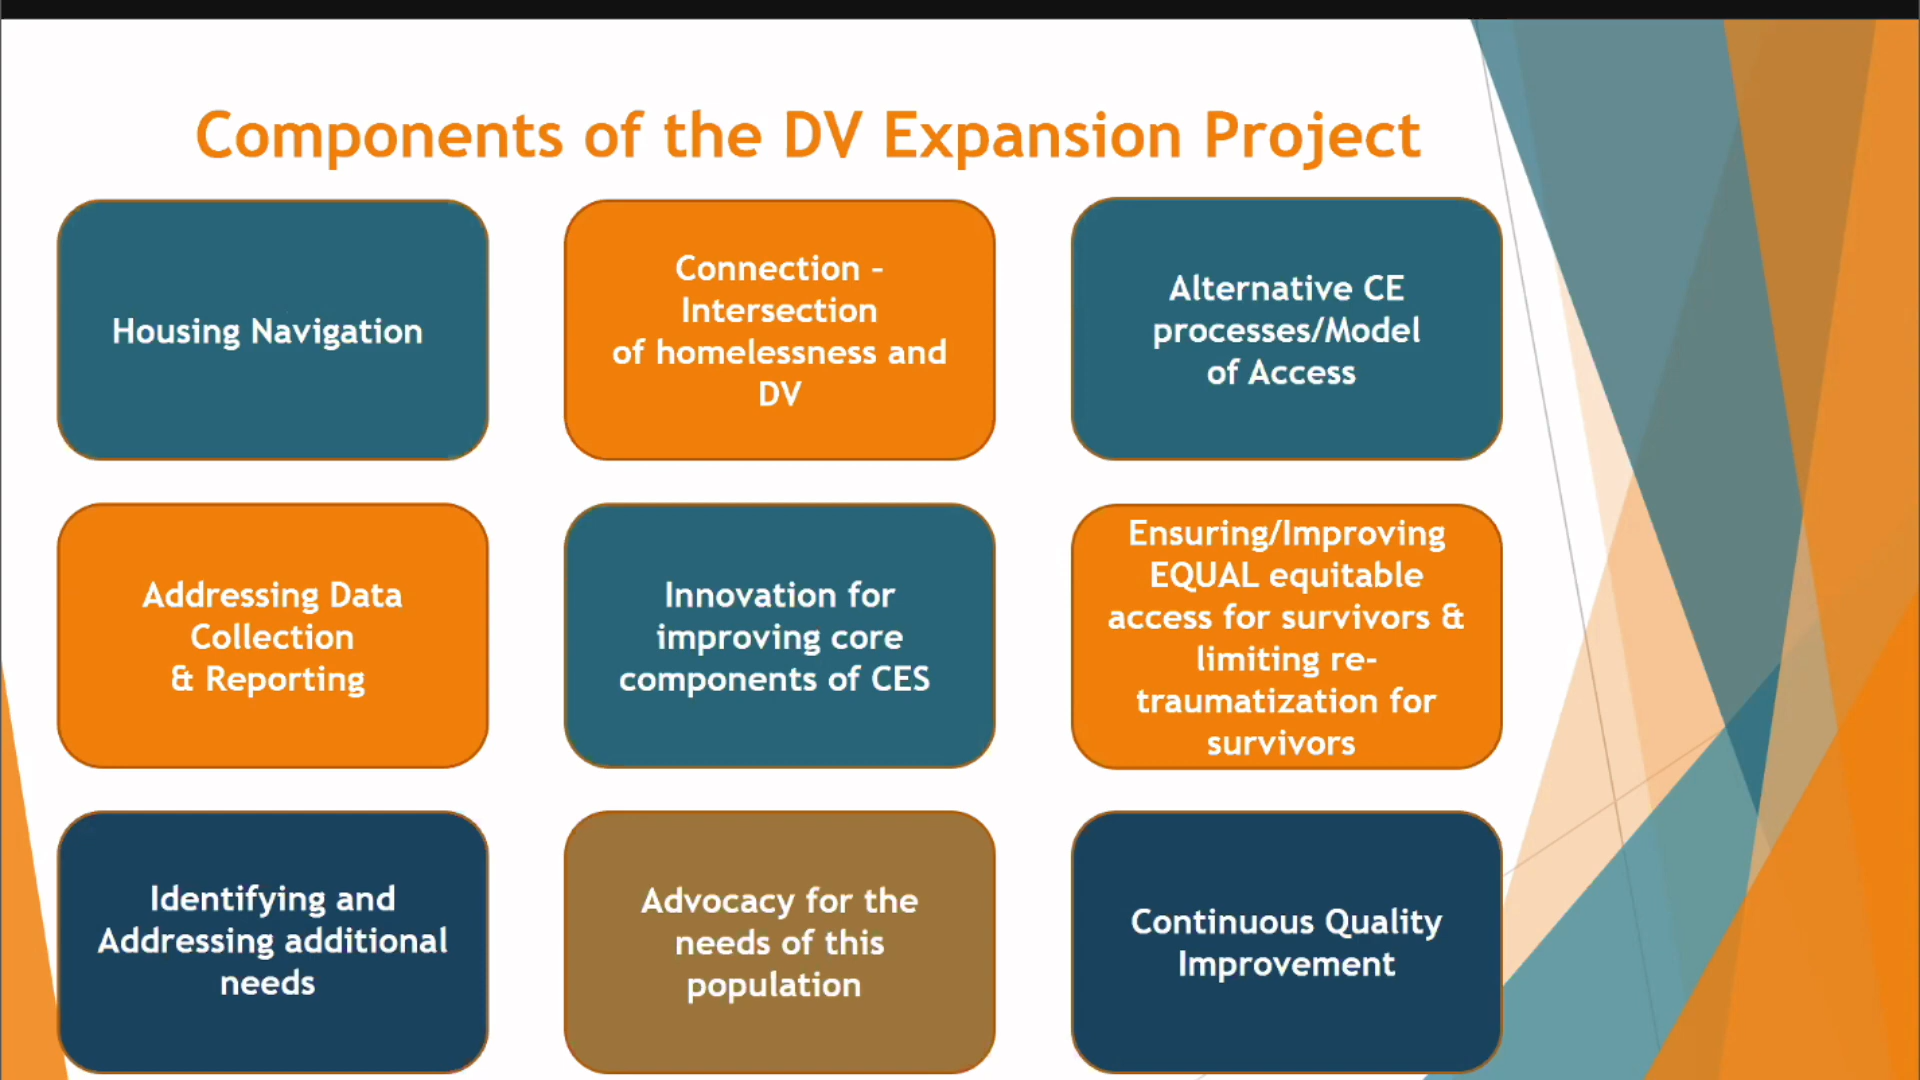 Components of the DV Expansion Project
Housing Navigation
Connection –
Intersection
of homelessness and
DV
Alternative CE
processes/Model
of Access
Addressing Data
Collection
& Reporting
Innovation for
improving core
components of CES
Ensuring/Improving
EQUAL equitable
access for survivors &
limiting re-
traumatization for
survivors
Identifying and
Addressing additional
needs
Advocacy for the
needs of this
population
Continuous Quality
Improvement